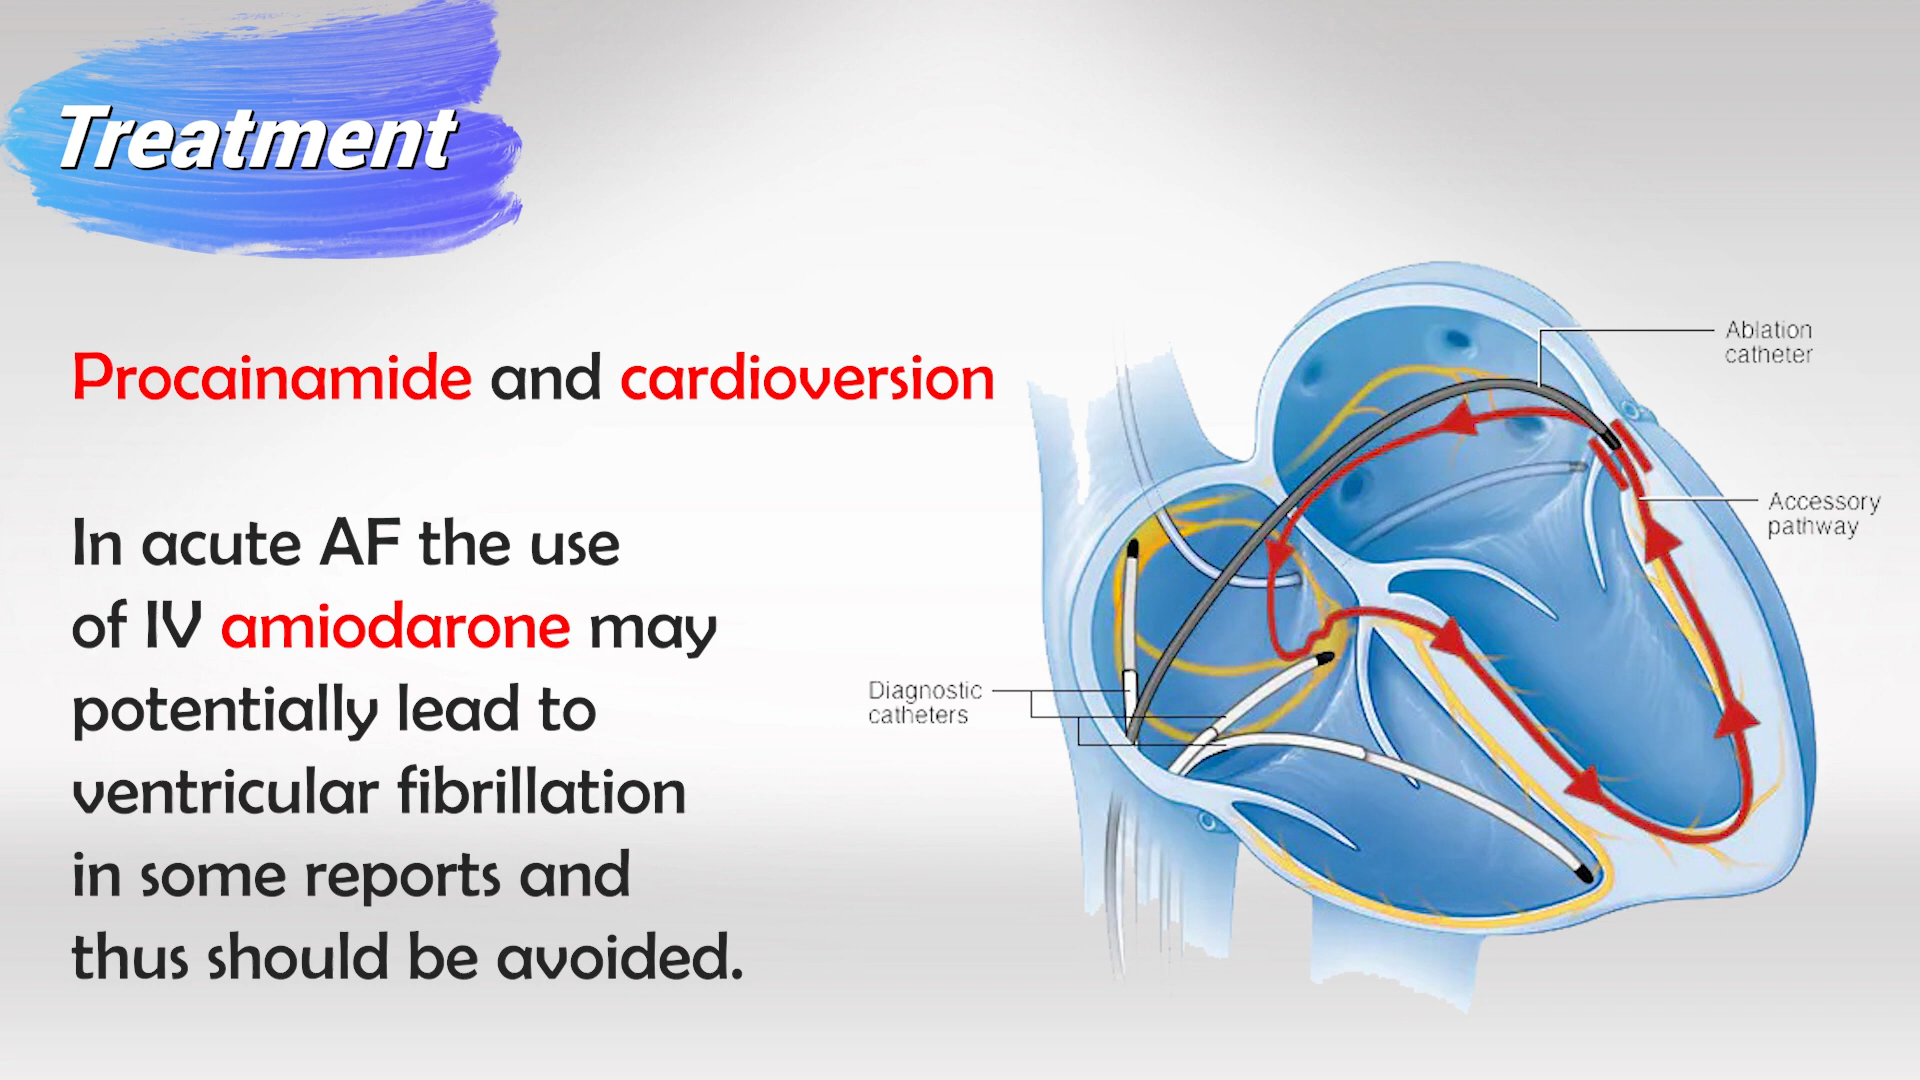 Treatment
Procainamide and cardioversion
In acute AF the use
of IV amiodarone may
potentially lead to
ventricular fibrillation
in some reports and
thus should be avoided.
Ablation
catheter
Accessory
pathway
Diagnostic
catheters